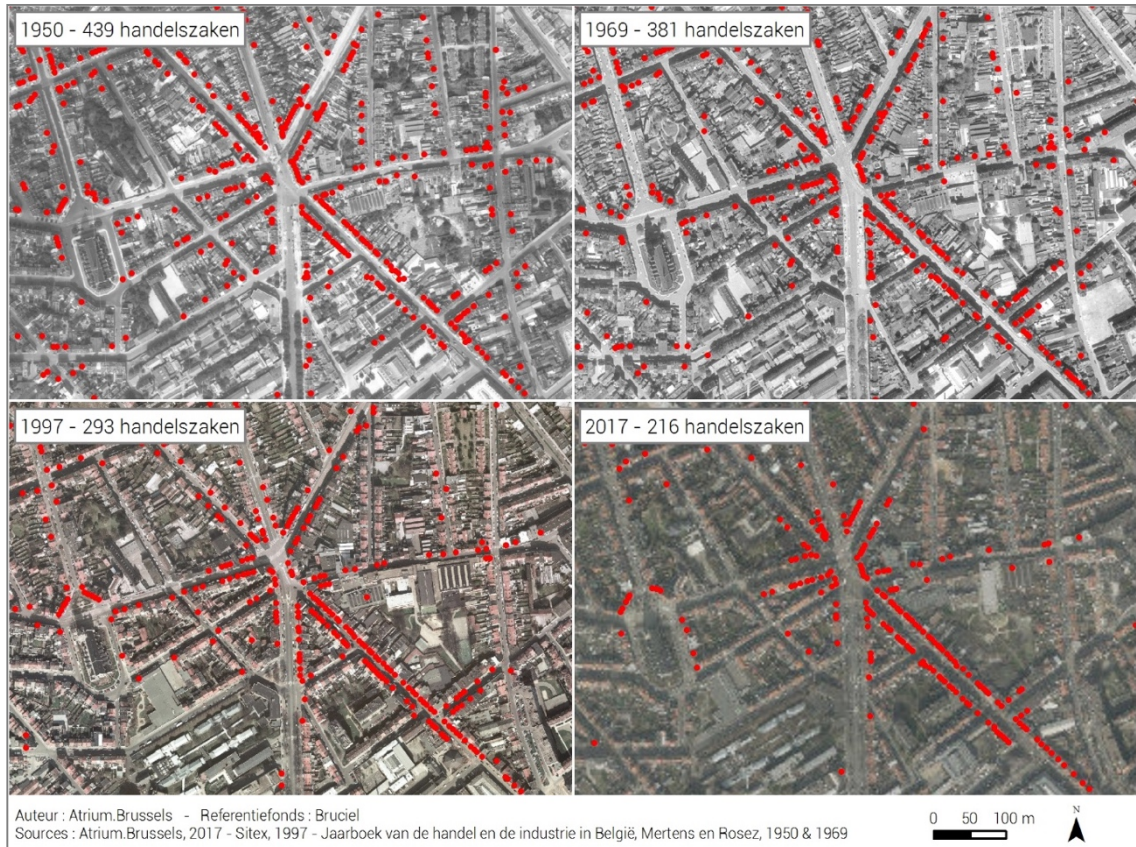 1950 - 439 handelszaken
1969 - 381 handelszaken
1997 - 293 handelszaken
2017 - 216 handelszaken
Auteur : Atrium.Brussels - Referentiefonds : Bruciel
Sources : Atrium.Brussels, 2017 - Sitex, 1997 - Jaarboek van de handel en de industrie in België, Mertens en Rozez, 1950 & 1969
0 50 100 m
N